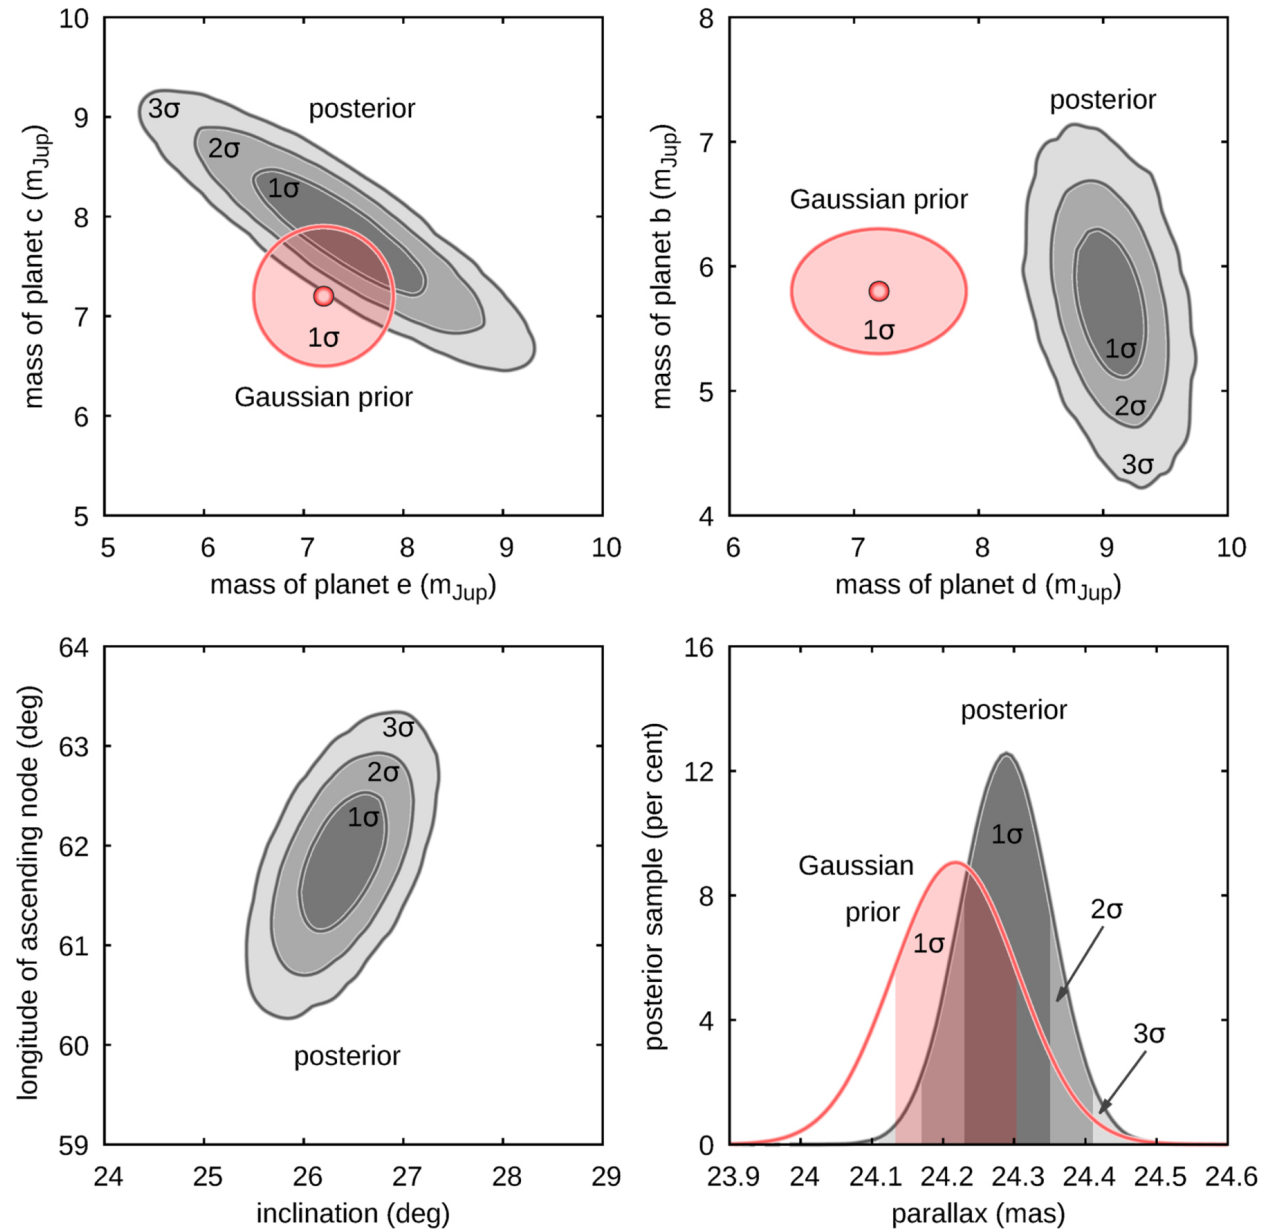 10
9
8
7
6
5
mass of planet c (m_Jup)
3σ
posterior
2σ
1σ
1σ
Gaussian prior
5 6 7 8 9 10
mass of planet e (m_Jup)
8
7
6
5
4
mass of planet b (m_Jup)
posterior
Gaussian prior
1σ
1σ
2σ
3σ
6 7 8 9 10
mass of planet d (m_Jup)
64
63
62
61
60
59
longitude of ascending node (deg)
3σ
2σ
1σ
posterior
24 25 26 27 28 29
inclination (deg)
16
12
8
4
0
posterior sample (per cent)
posterior
1σ
Gaussian
prior
1σ
2σ
3σ
23.9 24 24.1 24.2 24.3 24.4 24.5 24.6
parallax (mas)